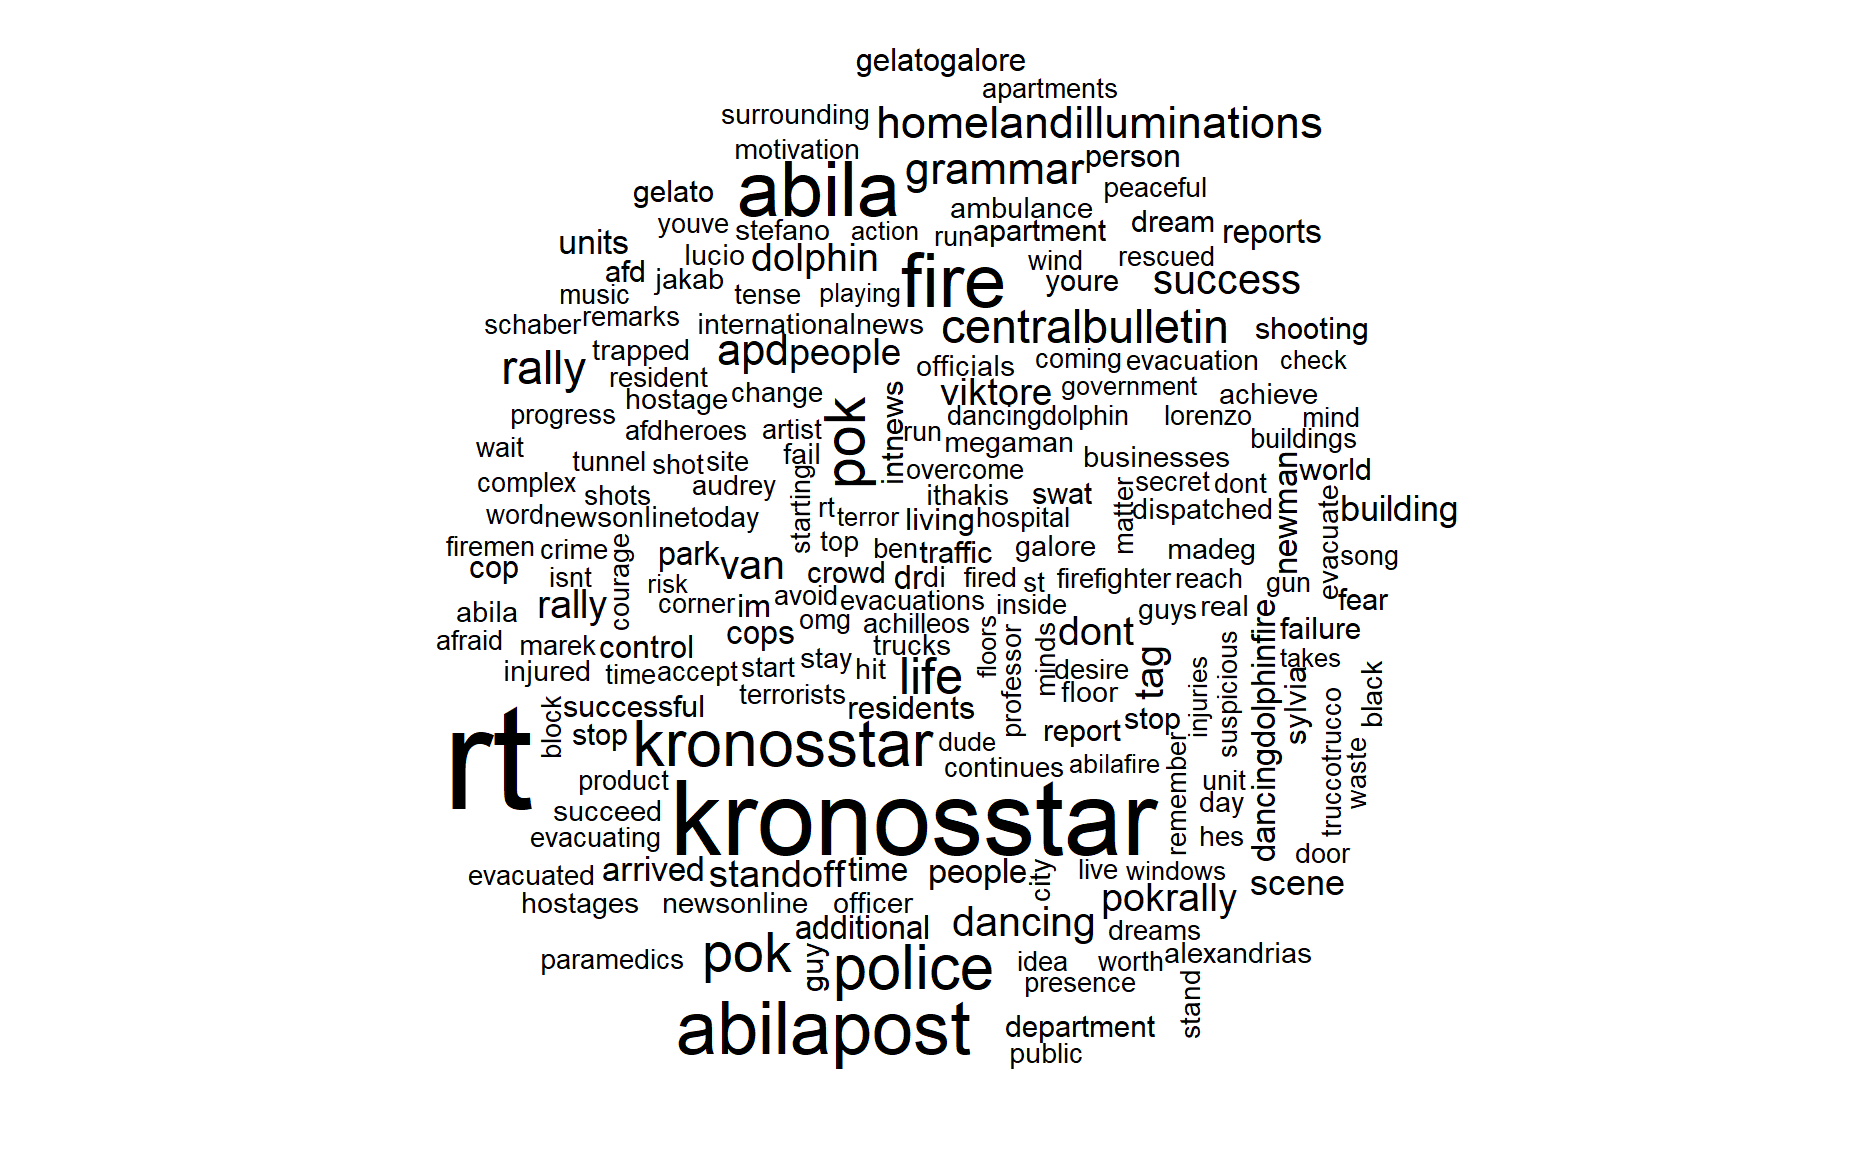 gelatogalore
apartments
surrounding homelandilluminations
motivation abila grammar person
gelato peaceful
youve stefano action ambulance dream
units run apartment reports
lucio dolphin fire wind rescued
afd jakab youre success
music tense playing
schaber remarks internationalnews centralbulletin shooting
rally trapped apd people officials coming evacuation check
resident hostage change viktore government achieve
progress pok intnews dancingdolphin lorenzo mind
afdheroes artist run megaman buildings
wait tunnel shot site fail overcome businesses world
complex shots audrey starting ithakis swat matter secret dont newman
word newsonlinetoday rt terror living hospital dispatched evacuate building
firemen crime courage park van top ben traffic galore madeg song
cop isnt risk crowd dr di fired st firefighter reach gun
abila rally corner im avoid evacuations inside guys real fear
afraid marek control cops omg achilleos floors professor minds dont dancingdolphinfire failure
injured time accept start stay hit trucks life desire tag injuries suspicious sylvia takes
rt block successful terrorists residents floor stop black
stop kronosstar dude report remember truccotrucco
product continues abilafire unit waste
succeed kronosstar day
evacuating hes door
evacuated arrived standoff time people city live windows scene
hostages newsonline officer pokrally
additional dancing dreams
paramedics pok guy police idea worth alexandrias
presence stand
abilapost department
public